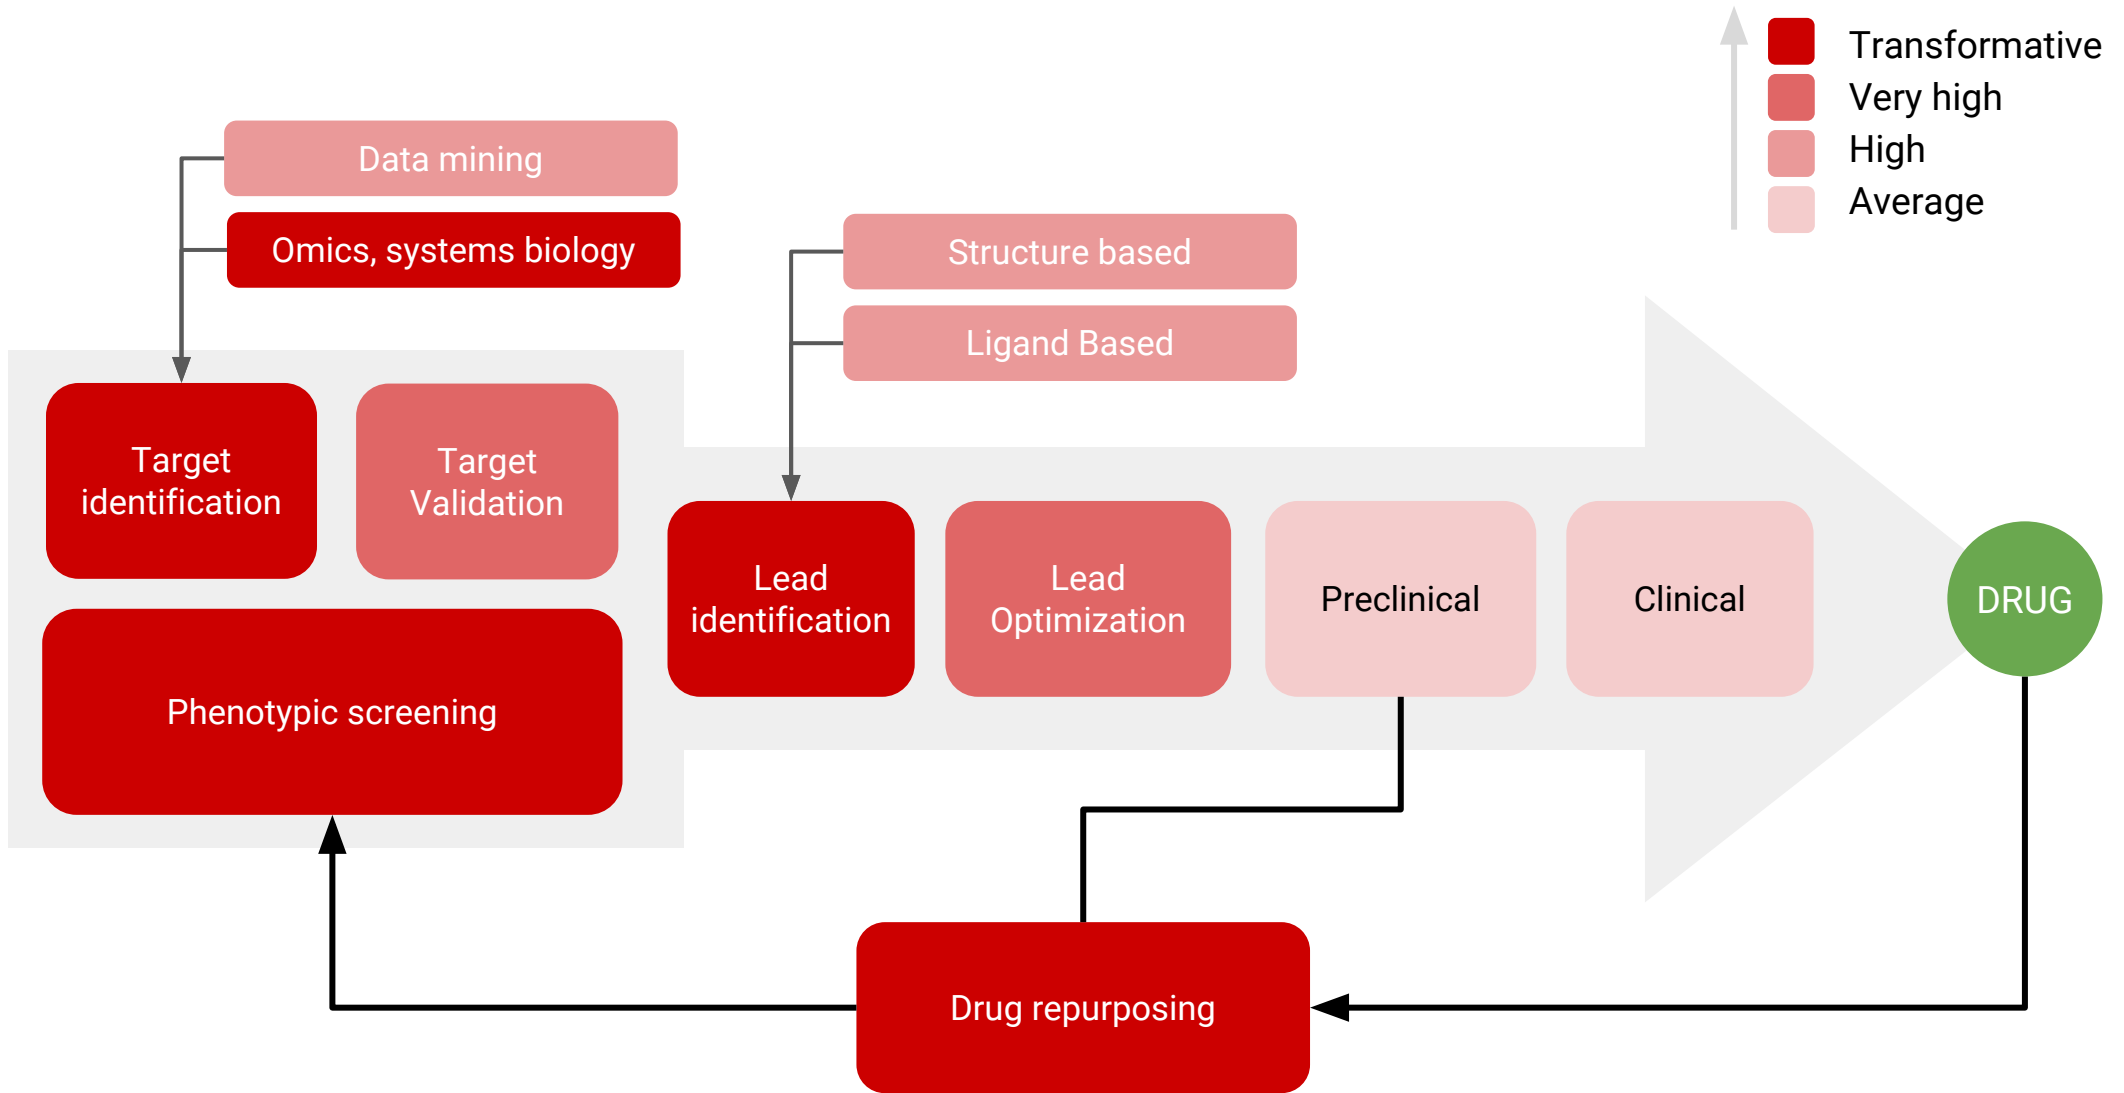 Transformative
Very high
High
Average
Data mining
Omics, systems biology
Structure based
Ligand Based
Target
identification
Target
Validation
Phenotypic screening
Lead
identification
Lead
Optimization
Preclinical
Clinical
DRUG
Drug repurposing